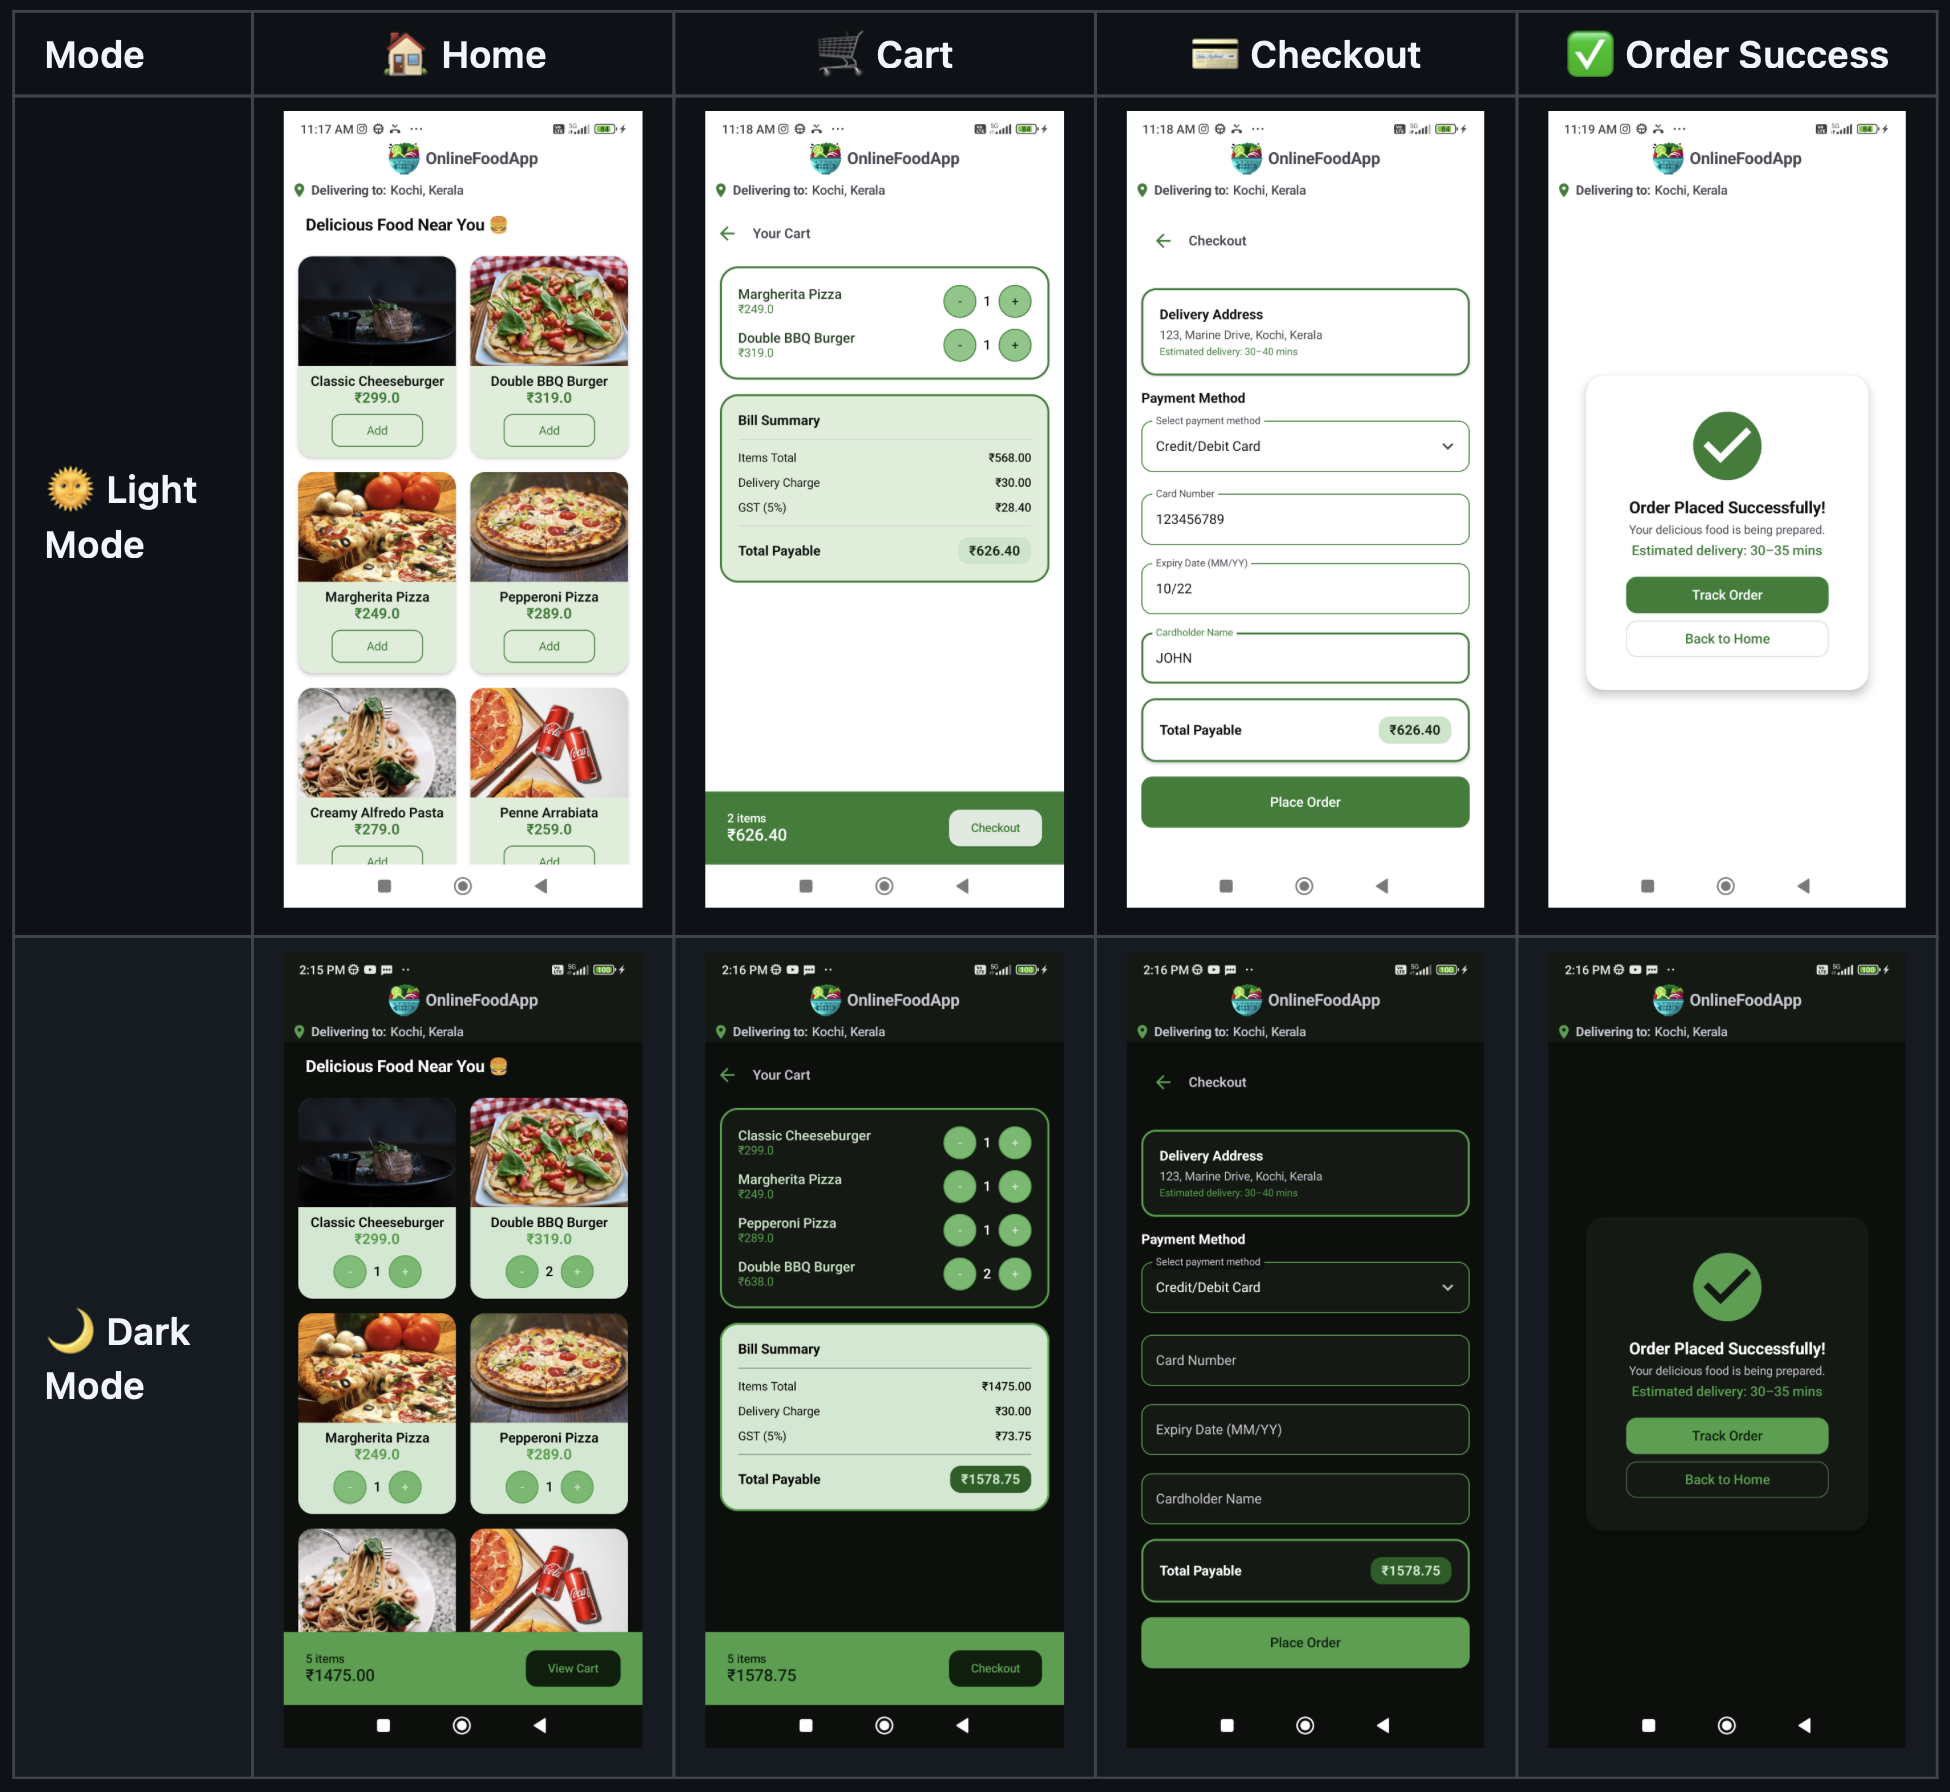 Mode
🏠 Home
🛒 Cart
💳 Checkout
✅ Order Success
🌞 Light
Mode
11:17 AM
5G
84
OnlineFoodApp
Delivering to: Kochi, Kerala
Delicious Food Near You 🍔
Classic Cheeseburger
₹299.0
Add
Double BBQ Burger
₹319.0
Add
Margherita Pizza
₹249.0
Add
Pepperoni Pizza
₹289.0
Add
Creamy Alfredo Pasta
₹279.0
Add
Penne Arrabiata
₹259.0
Add
11:18 AM
5G
84
OnlineFoodApp
Delivering to: Kochi, Kerala
Your Cart
Margherita Pizza
₹249.0
- 1 +
Double BBQ Burger
₹319.0
- 1 +
Bill Summary
Items Total ₹568.00
Delivery Charge ₹30.00
GST (5%) ₹28.40
Total Payable ₹626.40
2 items
₹626.40
Checkout
11:18 AM
5G
84
OnlineFoodApp
Delivering to: Kochi, Kerala
Checkout
Delivery Address
123, Marine Drive, Kochi, Kerala
Estimated delivery: 30–40 mins
Payment Method
Select payment method
Credit/Debit Card
Card Number
123456789
Expiry Date (MM/YY)
10/22
Cardholder Name
JOHN
Total Payable ₹626.40
Place Order
11:19 AM
5G
84
OnlineFoodApp
Delivering to: Kochi, Kerala
Order Placed Successfully!
Your delicious food is being prepared.
Estimated delivery: 30–35 mins
Track Order
Back to Home
🌙 Dark
Mode
2:15 PM
5G
100
OnlineFoodApp
Delivering to: Kochi, Kerala
Delicious Food Near You 🍔
Classic Cheeseburger
₹299.0
- 1 +
Double BBQ Burger
₹319.0
- 2 +
Margherita Pizza
₹249.0
- 1 +
Pepperoni Pizza
₹289.0
- 1 +
5 items
₹1475.00
View Cart
2:16 PM
5G
100
OnlineFoodApp
Delivering to: Kochi, Kerala
Your Cart
Classic Cheeseburger
₹299.0
- 1 +
Margherita Pizza
₹249.0
- 1 +
Pepperoni Pizza
₹289.0
- 1 +
Double BBQ Burger
₹638.0
- 2 +
Bill Summary
Items Total ₹1475.00
Delivery Charge ₹30.00
GST (5%) ₹73.75
Total Payable ₹1578.75
5 items
₹1578.75
Checkout
2:16 PM
5G
100
OnlineFoodApp
Delivering to: Kochi, Kerala
Checkout
Delivery Address
123, Marine Drive, Kochi, Kerala
Estimated delivery: 30–40 mins
Payment Method
Select payment method
Credit/Debit Card
Card Number
Expiry Date (MM/YY)
Cardholder Name
Total Payable ₹1578.75
Place Order
2:16 PM
5G
100
OnlineFoodApp
Delivering to: Kochi, Kerala
Order Placed Successfully!
Your delicious food is being prepared.
Estimated delivery: 30–35 mins
Track Order
Back to Home